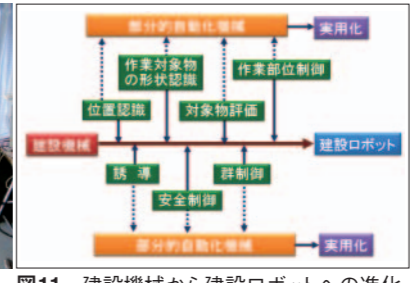 部分的自動化機械
実用化
作業対象物
の形状認識
作業部位制御
位置認識
対象物評価
建設機械
建設ロボット
誘 導
群制御
安全制御
部分的自動化機械
実用化
図11 建設機械から建設ロボットへの進化